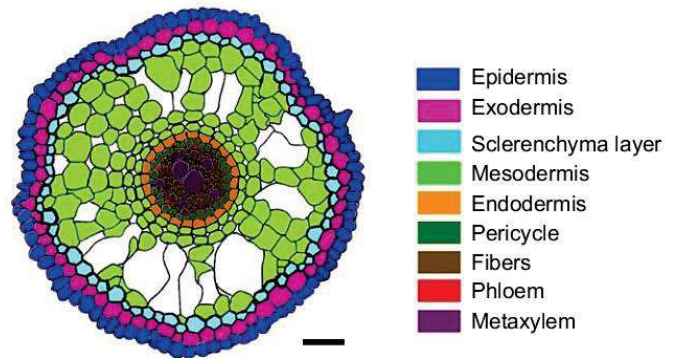 Epidermis
Exodermis
Sclerenchyma layer
Mesodermis
Endodermis
Pericycle
Fibers
Phloem
Metaxylem